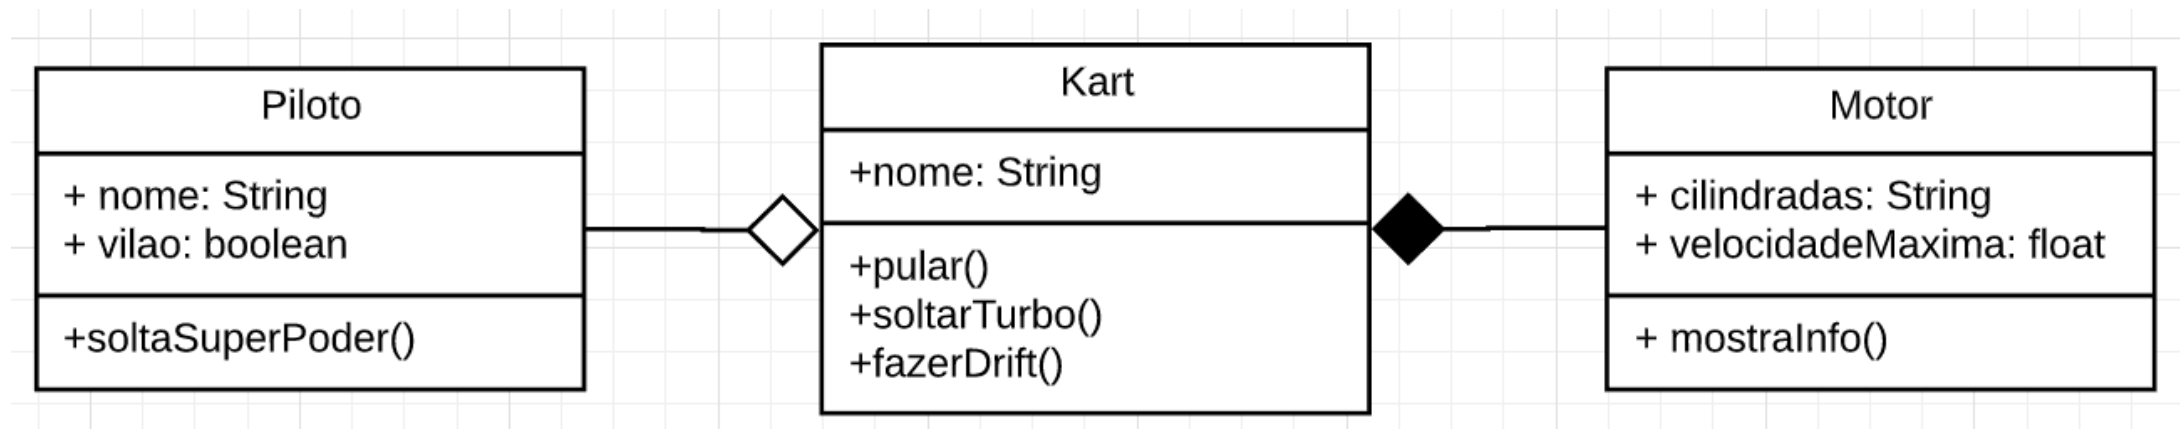 Piloto
+ nome: String
+ vilao: boolean
+soltaSuperPoder()
Kart
+nome: String
+pular()
+soltarTurbo()
+fazerDrift()
Motor
+ cilindradas: String
+ velocidadeMaxima: float
+ mostraInfo()